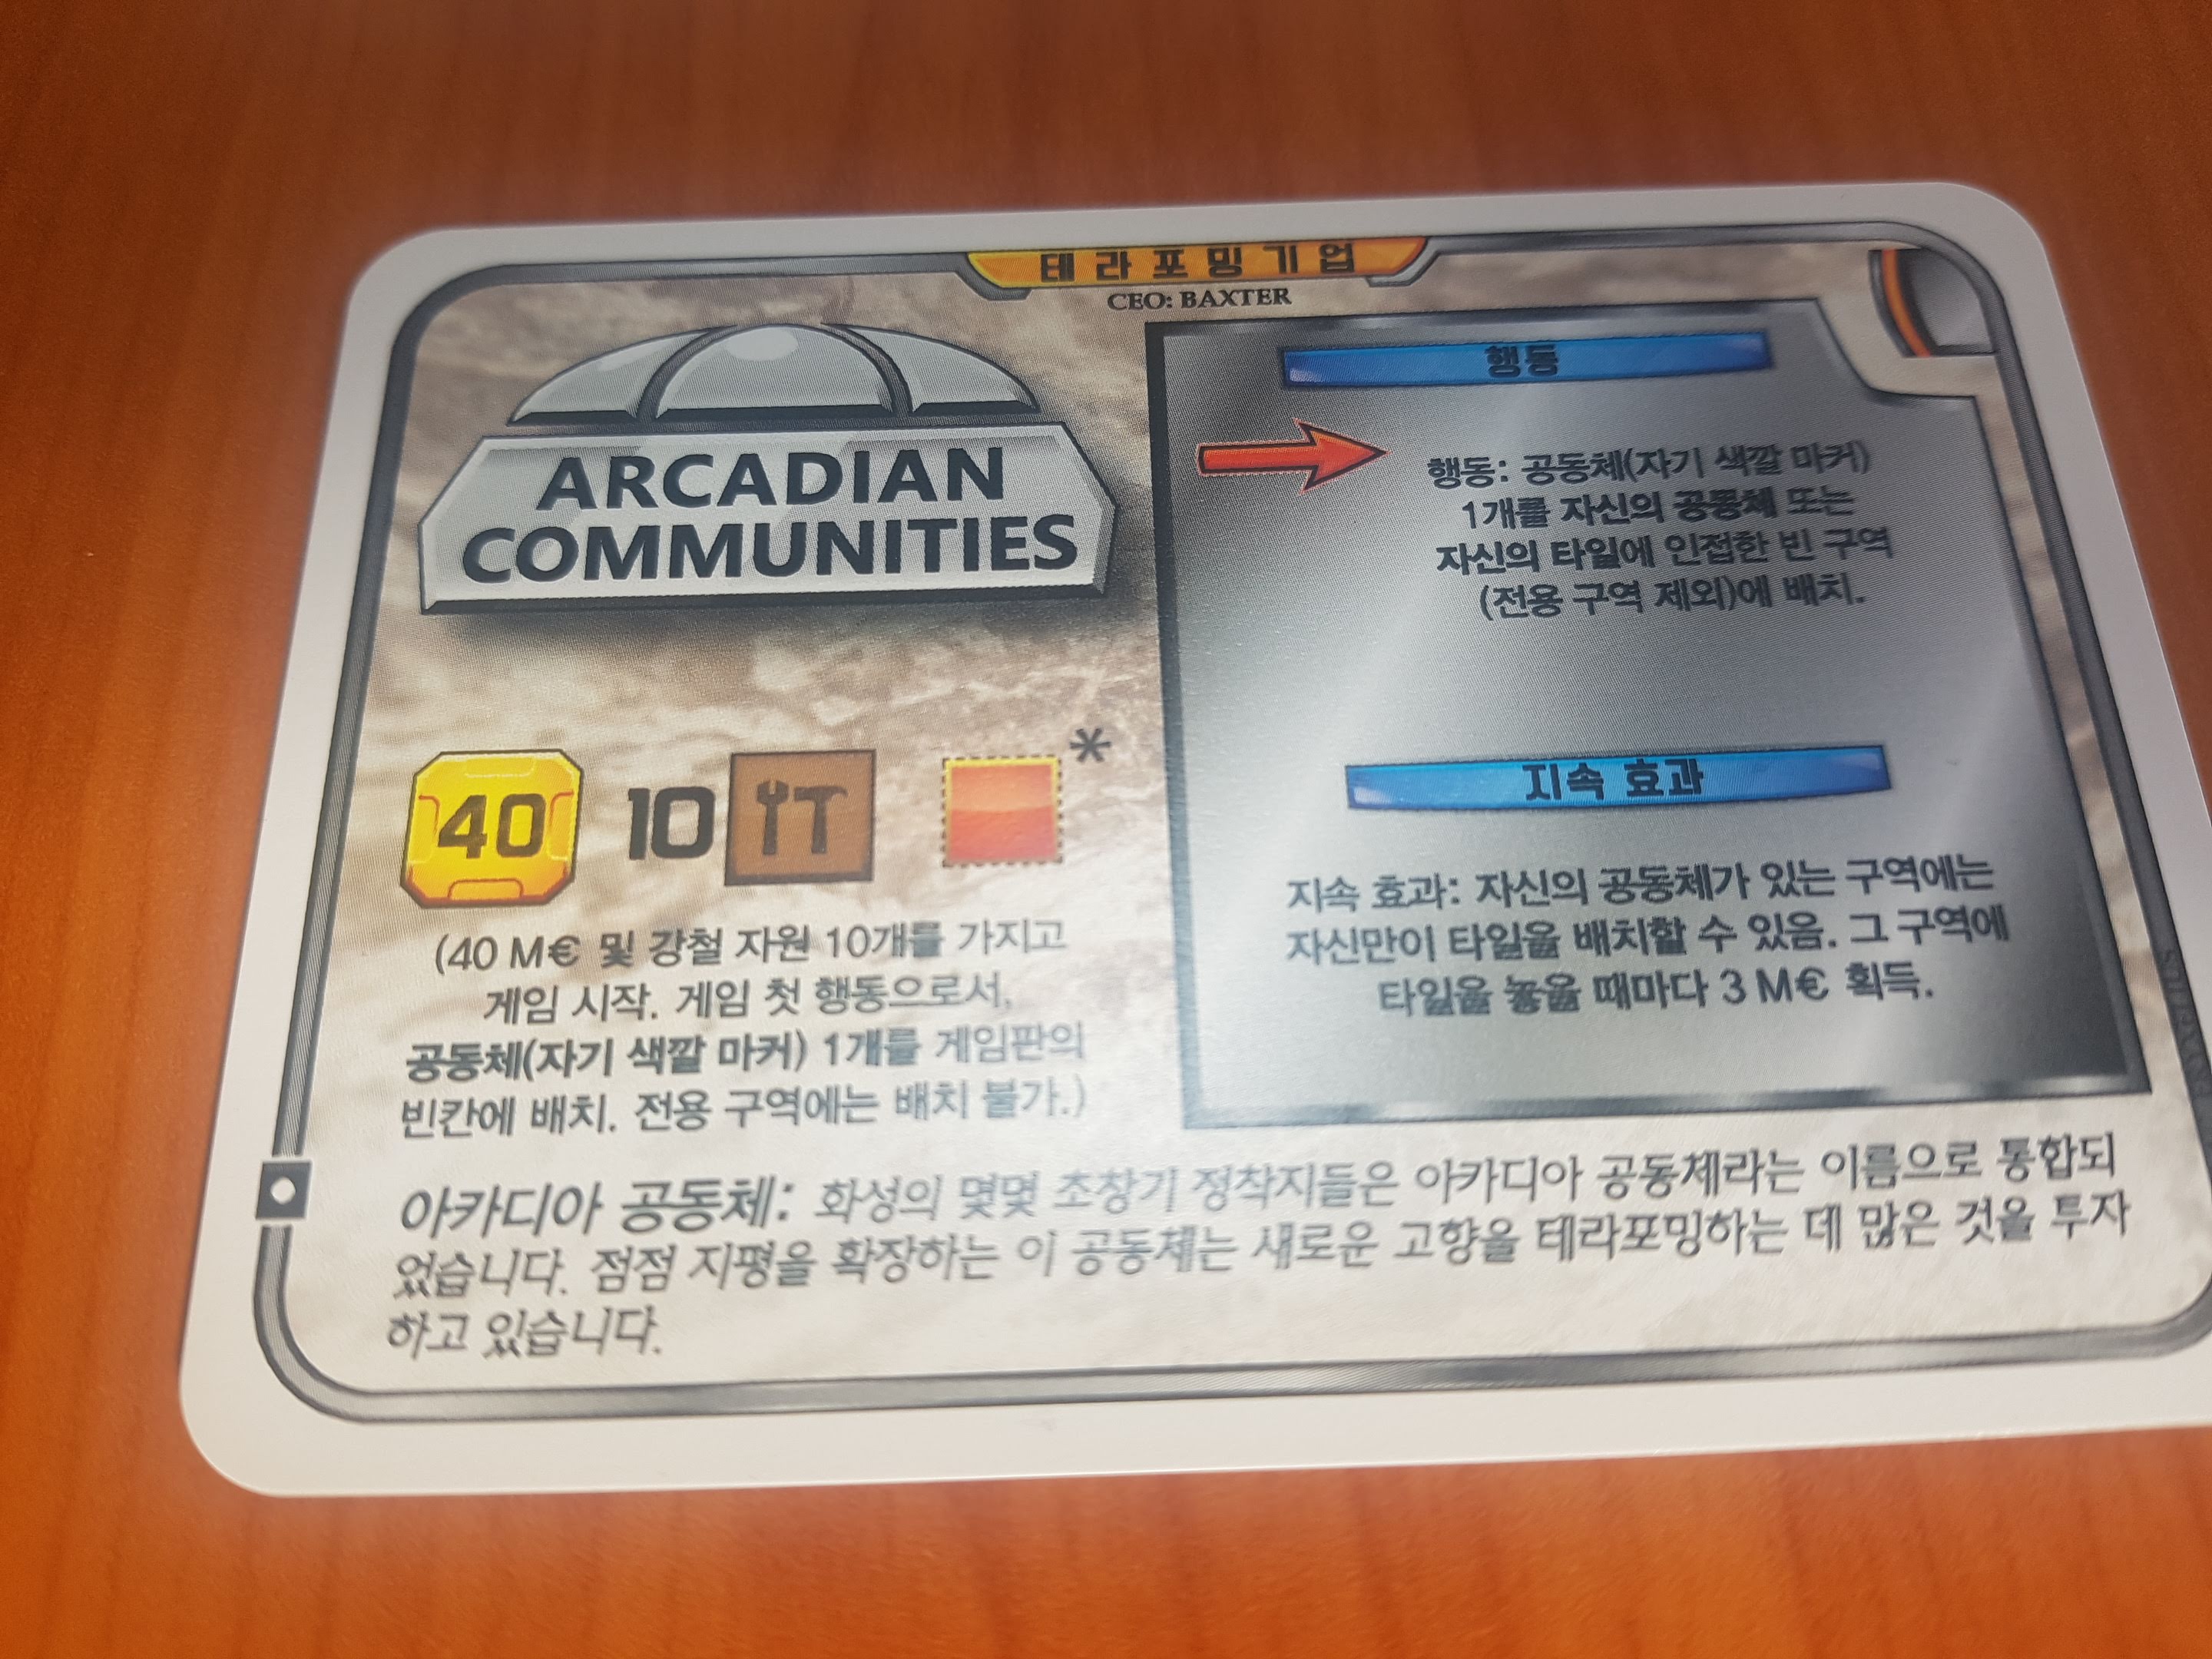 테라포밍기업
CEO: BAXTER
ARCADIAN
COMMUNITIES
40 10 *
(40 M€ 및 강철 자원 10개를 가지고
게임 시작. 게임 첫 행동으로서,
공동체(자기 색깔 마커) 1개를 게임판의
빈칸에 배치. 전용 구역에는 배치 불가.)
행동
행동: 공동체(자기 색깔 마커)
1개를 자신의 공동체 또는
자신의 타일에 인접한 빈 구역
(전용 구역 제외)에 배치.
지속 효과
지속 효과: 자신의 공동체가 있는 구역에는
자신만이 타일을 배치할 수 있음. 그 구역에
타일을 놓을 때마다 3 M€ 획득.
아카디아 공동체: 화성의 몇몇 초창기 정착지들은 아카디아 공동체라는 이름으로 통합되
었습니다. 점점 지평을 확장하는 이 공동체는 새로운 고향을 테라포밍하는 데 많은 것을 투자
하고 있습니다.